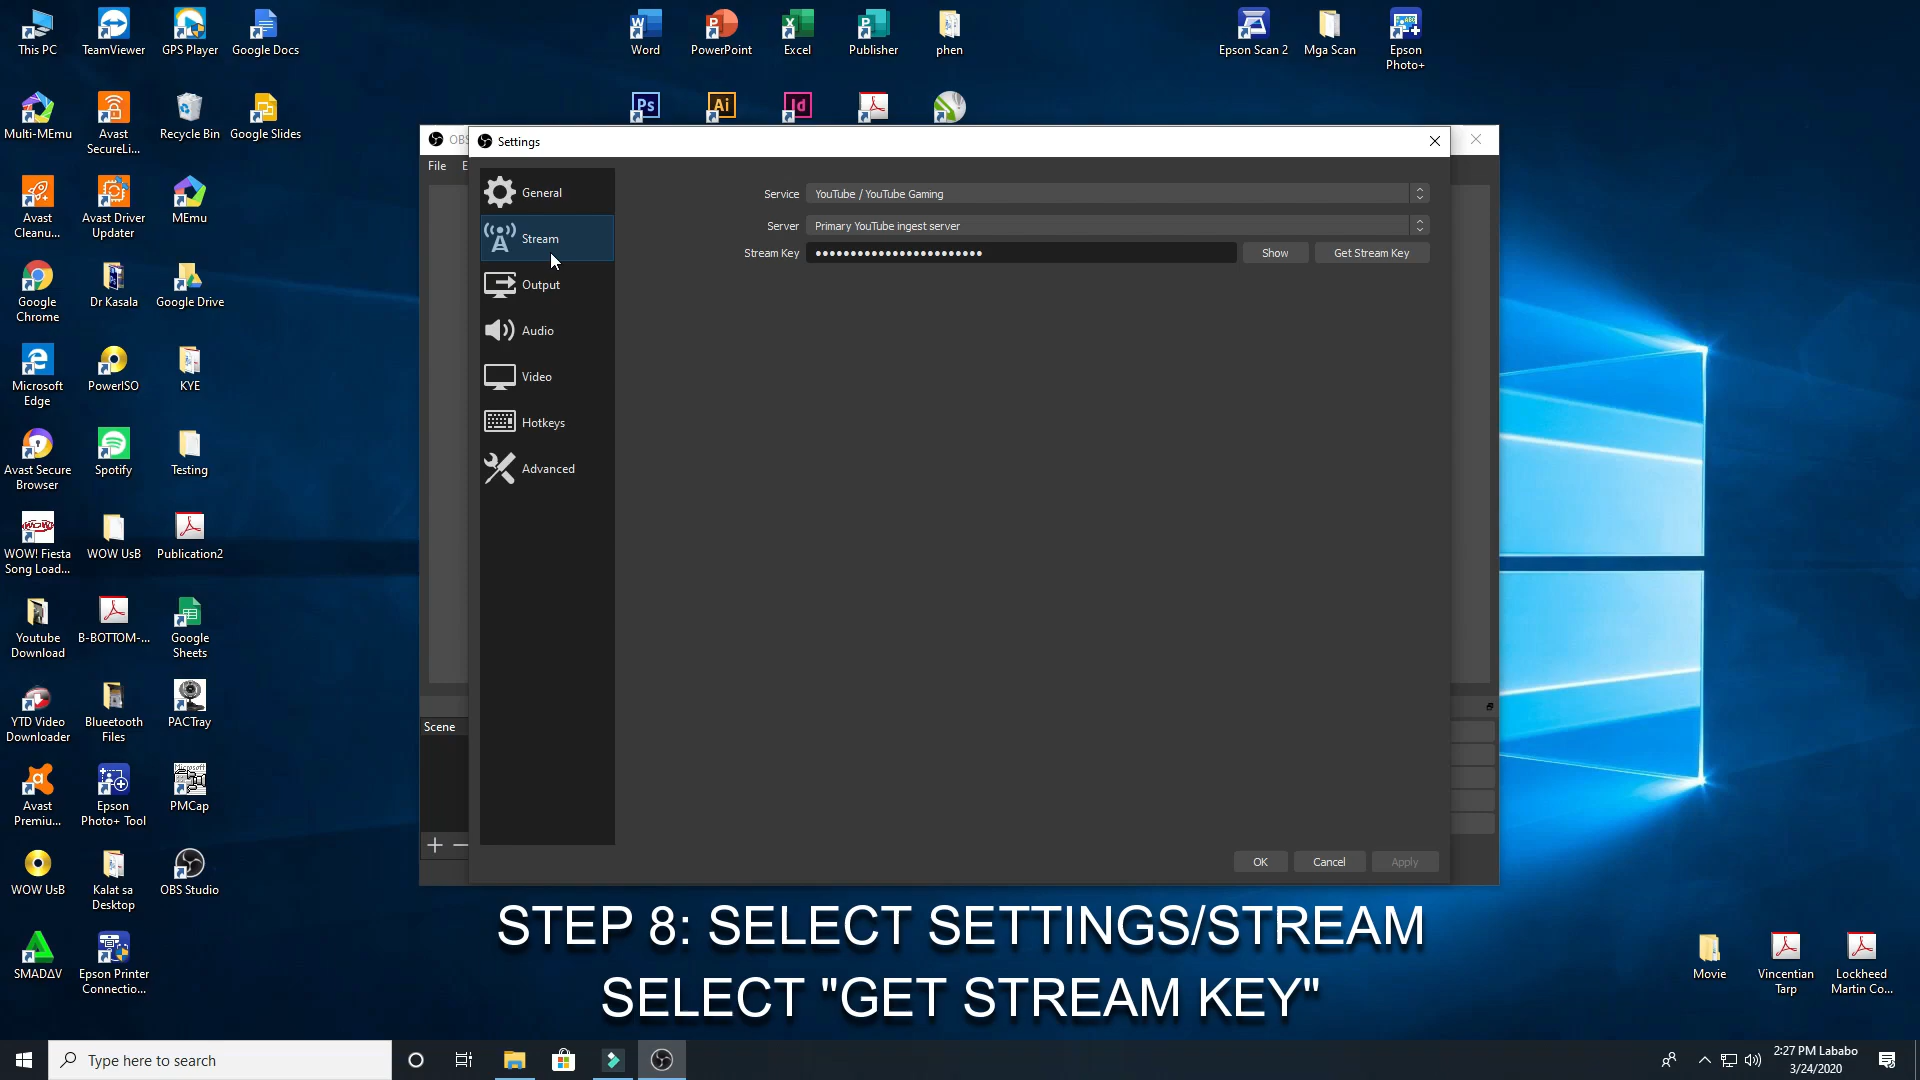 This PC
TeamViewer
GPS Player
Google Docs
Word
PowerPoint
Excel
Publisher
phen
Epson Scan 2
Mga Scan
Epson
Photo+
Multi-MEmu
Avast
SecureLi...
Recycle Bin
Google Slides
Ps
Ai
Id
Avast
Cleanu...
Avast Driver
Updater
MEmu
Google
Chrome
Dr Kasala
Google Drive
Microsoft
Edge
PowerISO
KYE
Avast Secure
Browser
Spotify
Testing
WOW! Fiesta
Song Load...
WOW UsB
Publication2
Youtube
Download
B-BOTTOM-...
Google
Sheets
YTD Video
Downloader
Blueetooth
Files
PACTray
Avast
Premiu...
Epson
Photo+ Tool
PMCap
WOW UsB
Kalat sa
Desktop
OBS Studio
SMADΔV
Epson Printer
Connectio...
OBS
Settings
File
E
General
Stream
Output
Audio
Video
Hotkeys
Advanced
Service
YouTube / YouTube Gaming
Server
Primary YouTube ingest server
Stream Key
●●●●●●●●●●●●●●●●●●●●●●●●
Show
Get Stream Key
Scene
OK
Cancel
Apply
STEP 8: SELECT SETTINGS/STREAM
SELECT "GET STREAM KEY"
Movie
Vincentian
Tarp
Lockheed
Martin Co...
Type here to search
2:27 PM Lababo
3/24/2020